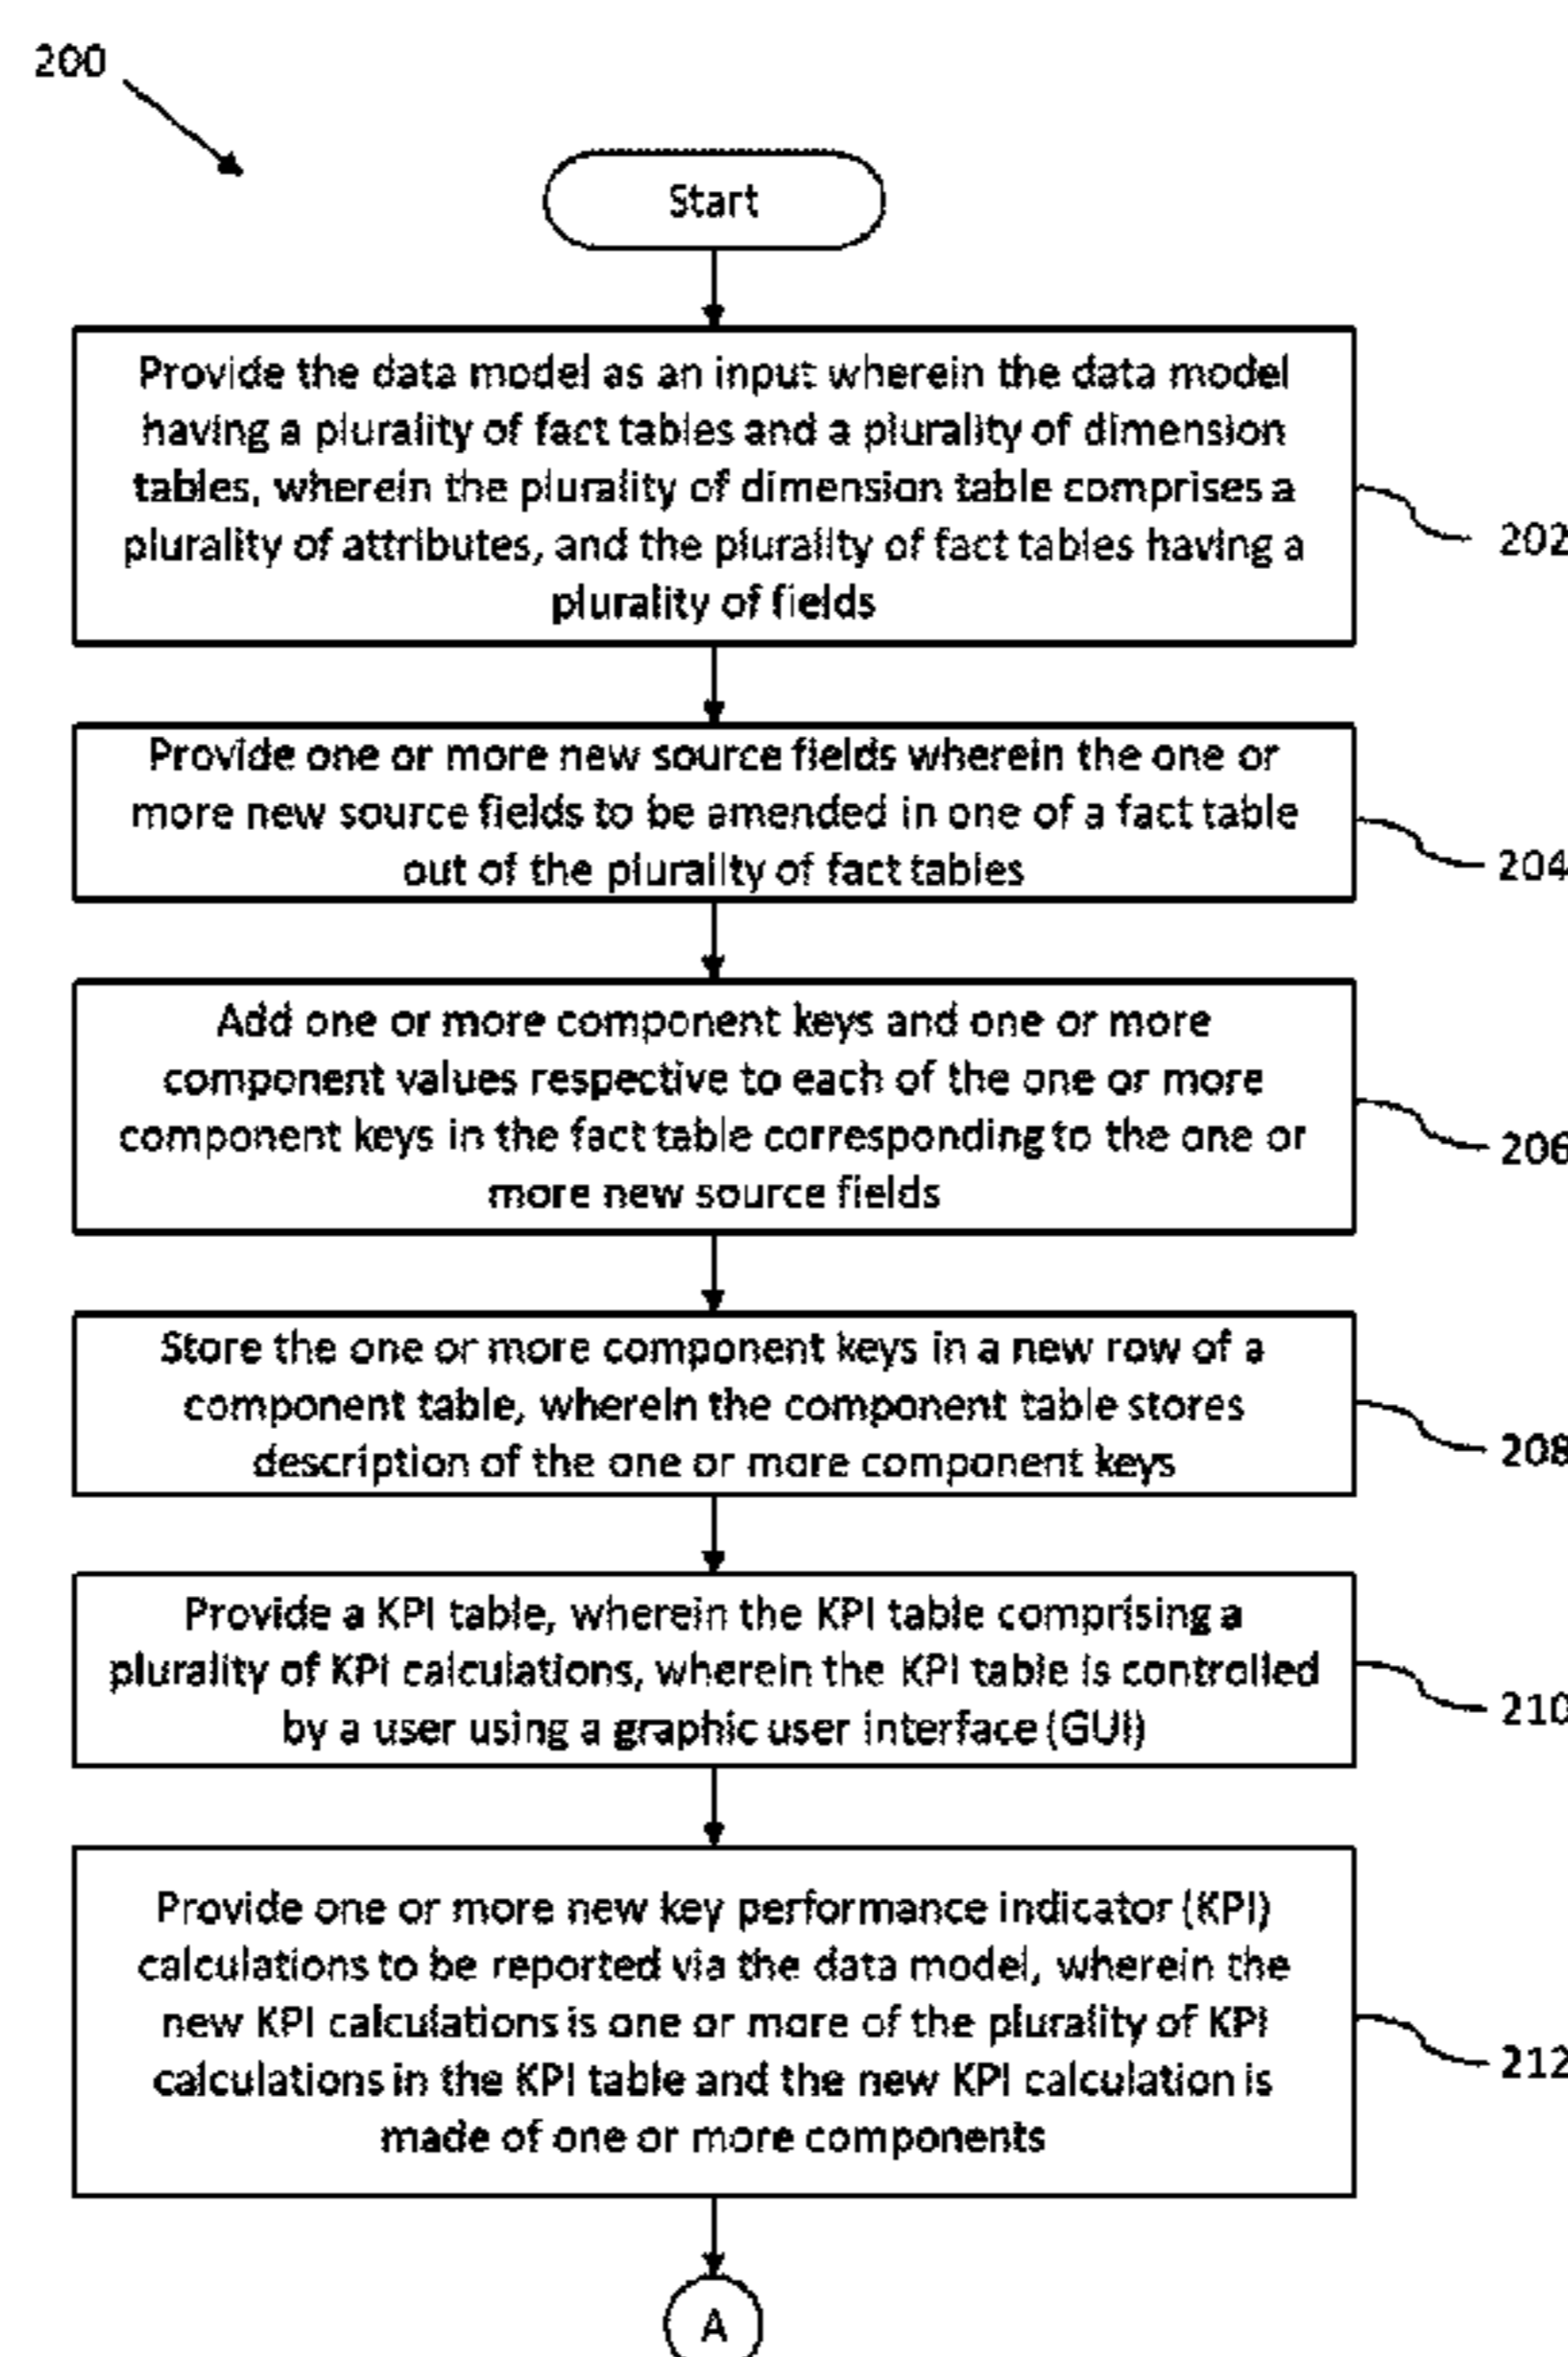 200
Start
Provide the data model as an input wherein the data model
having a plurality of fact tables and a plurality of dimension
tables, wherein the plurality of dimension table comprises a
plurality of attributes, and the plurality of fact tables having a
plurality of fields
202
Provide one or more new source fields wherein the one or
more new source fields to be amended in one of a fact table
out of the plurality of fact tables
204
Add one or more component keys and one or more
component values respective to each of the one or more
component keys in the fact table corresponding to the one or
more new source fields
206
Store the one or more component keys in a new row of a
component table, wherein the component table stores
description of the one or more component keys
208
Provide a KPI table, wherein the KPI table comprising a
plurality of KPI calculations, wherein the KPI table is controlled
by a user using a graphic user interface (GUI)
210
Provide one or more new key performance indicator (KPI)
calculations to be reported via the data model, wherein the
new KPI calculations is one or more of the plurality of KPI
calculations in the KPI table and the new KPI calculation is
made of one or more components
212
A